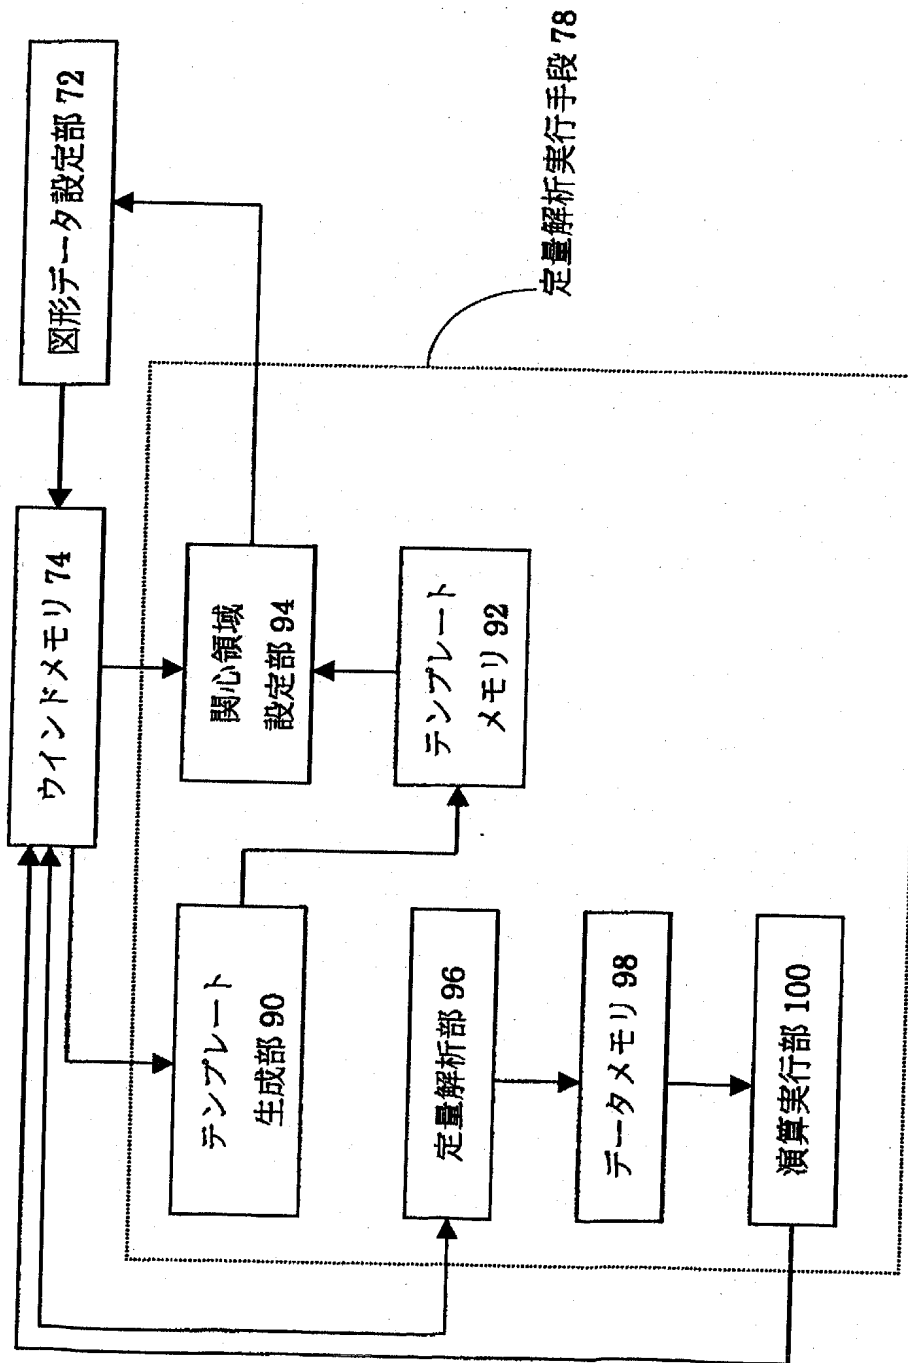 図形データ設定部 72
ウインドメモリ 74
定量解析実行手段 78
テンプレート
生成部 90
関心領域
設定部 94
テンプレート
メモリ 92
定量解析部 96
データメモリ 98
演算実行部 100